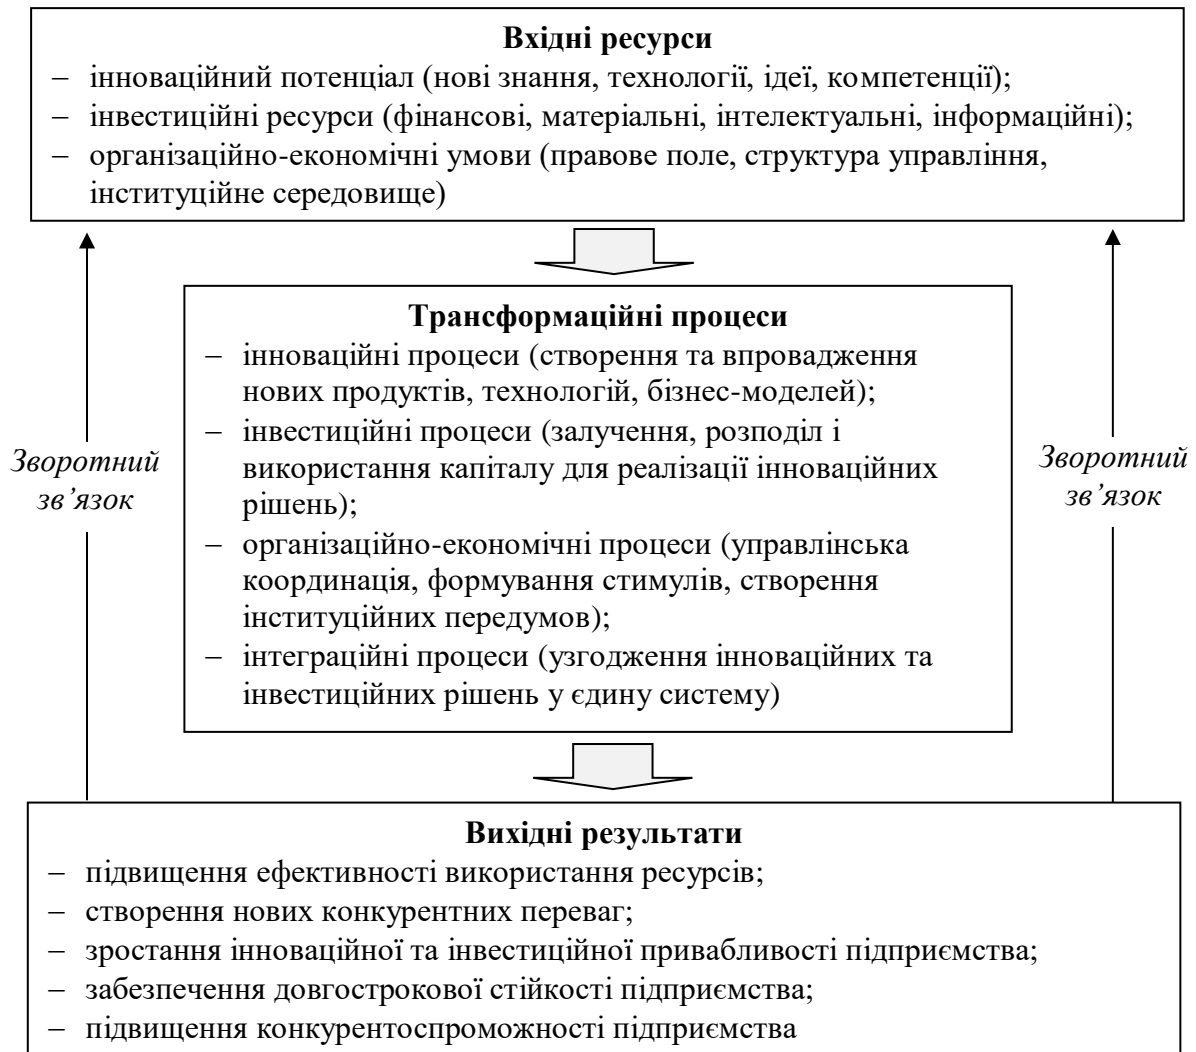 Вхідні ресурси
– інноваційний потенціал (нові знання, технології, ідеї, компетенції);
– інвестиційні ресурси (фінансові, матеріальні, інтелектуальні, інформаційні);
– організаційно-економічні умови (правове поле, структура управління,
інституційне середовище)
Трансформаційні процеси
– інноваційні процеси (створення та впровадження
нових продуктів, технологій, бізнес-моделей);
– інвестиційні процеси (залучення, розподіл і
використання капіталу для реалізації інноваційних
рішень);
– організаційно-економічні процеси (управлінська
координація, формування стимулів, створення
інституційних передумов);
– інтеграційні процеси (узгодження інноваційних та
інвестиційних рішень у єдину систему)
Зворотний
зв’язок
Зворотний
зв’язок
Вихідні результати
– підвищення ефективності використання ресурсів;
– створення нових конкурентних переваг;
– зростання інноваційної та інвестиційної привабливості підприємства;
– забезпечення довгострокової стійкості підприємства;
– підвищення конкурентоспроможності підприємства